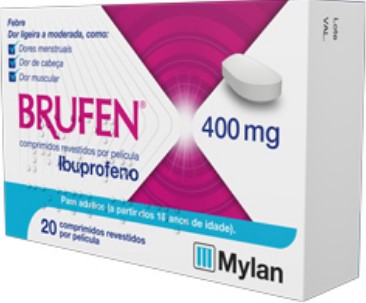 Febre
Dor ligeira a moderada, como:
Dores menstruais
Dor de cabeça
Dor muscular
BRUFEN®
400 mg
comprimidos revestidos por película
Ibuprofeno
Para adultos (a partir dos 18 anos de idade).
20 comprimidos revestidos
por película
Mylan
Lote
VAL.